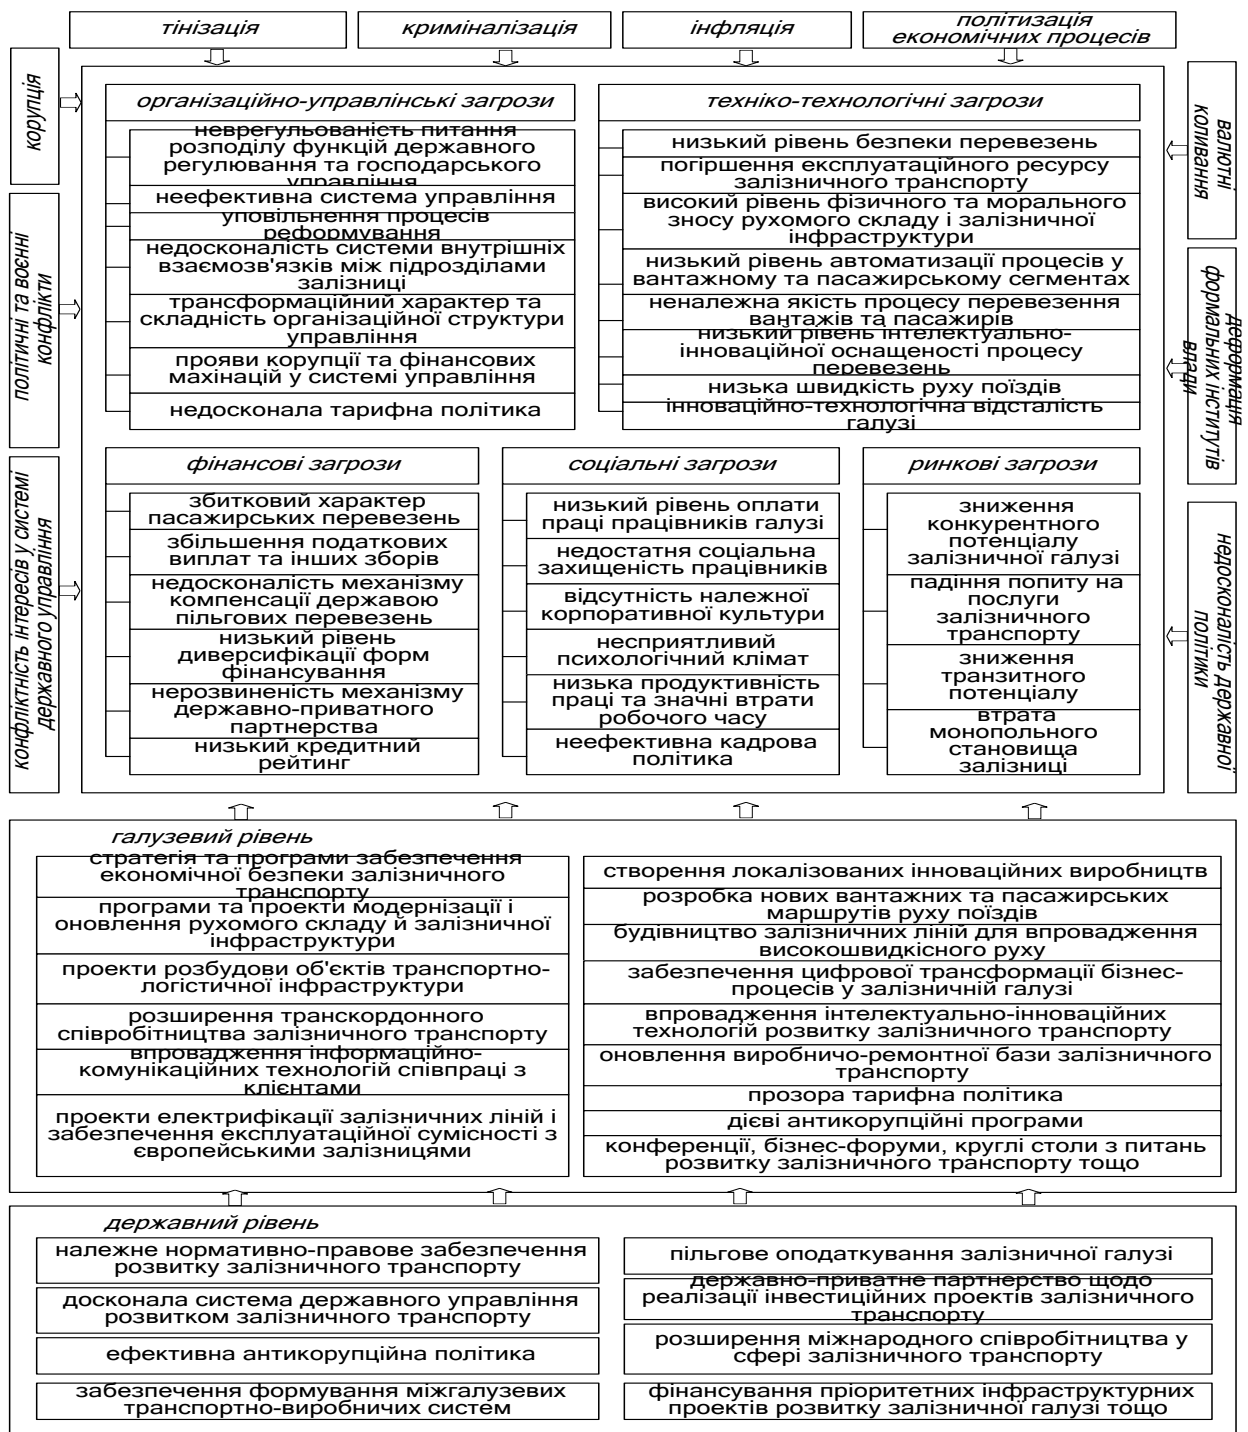 тінізація
криміналізація
інфляція
політизація
економічних процесів
корупція
політичні та воєнні
конфлікти
конфліктність інтересів у системі
державного управління
організаційно-управлінські загрози
неврегульованість питання
розподілу функцій державного
регулювання та господарського
управління
неефективна система управління
уповільнення процесів
реформування
недосконалість системи внутрішніх
взаємозв'язків між підрозділами
залізниці
трансформаційний характер та
складність організаційної структури
управління
прояви корупції та фінансових
махінацій у системі управління
недосконала тарифна політика
техніко-технологічні загрози
низький рівень безпеки перевезень
погіршення експлуатаційного ресурсу
залізничного транспорту
високий рівень фізичного та морального
зносу рухомого складу і залізничної
інфраструктури
низький рівень автоматизації процесів у
вантажному та пасажирському сегментах
неналежна якість процесу перевезення
вантажів та пасажирів
низький рівень інтелектуально-
інноваційної оснащеності процесу
перевезень
низька швидкість руху поїздів
інноваційно-технологічна відсталість
галузі
валютні
коливання
деформація
формальних інститутів
влади
недосконалість державної
політики
фінансові загрози
збитковий характер
пасажирських перевезень
збільшення податкових
виплат та інших зборів
недосконалість механізму
компенсації державою
пільгових перевезень
низький рівень
диверсифікації форм
фінансування
нерозвиненість механізму
державно-приватного
партнерства
низький кредитний
рейтинг
соціальні загрози
низький рівень оплати
праці працівників галузі
недостатня соціальна
захищеність працівників
відсутність належної
корпоративної культури
несприятливий
психологічний клімат
низька продуктивність
праці та значні втрати
робочого часу
неефективна кадрова
політика
ринкові загрози
зниження
конкурентного
потенціалу
залізничної галузі
падіння попиту на
послуги
залізничного
транспорту
зниження
транзитного
потенціалу
втрата
монопольного
становища
залізниці
галузевий рівень
стратегія та програми забезпечення
економічної безпеки залізничного
транспорту
програми та проекти модернізації і
оновлення рухомого складу й залізничної
інфраструктури
проекти розбудови об'єктів транспортно-
логістичної інфраструктури
розширення транскордонного
співробітництва залізничного транспорту
впровадження інформаційно-
комунікаційних технологій співпраці з
клієнтами
проекти електрифікації залізничних ліній і
забезпечення експлуатаційної сумісності з
європейськими залізницями
створення локалізованих інноваційних виробництв
розробка нових вантажних та пасажирських
маршрутів руху поїздів
будівництво залізничних ліній для впровадження
високошвидкісного руху
забезпечення цифрової трансформації бізнес-
процесів у залізничній галузі
впровадження інтелектуально-інноваційних
технологій розвитку залізничного транспорту
оновлення виробничо-ремонтної бази залізничного
транспорту
прозора тарифна політика
дієві антикорупційні програми
конференції, бізнес-форуми, круглі столи з питань
розвитку залізничного транспорту тощо
державний рівень
належне нормативно-правове забезпечення
розвитку залізничного транспорту
досконала система державного управління
розвитком залізничного транспорту
ефективна антикорупційна політика
забезпечення формування міжгалузевих
транспортно-виробничих систем
пільгове оподаткування залізничної галузі
державно-приватне партнерство щодо
реалізації інвестиційних проектів залізничного
транспорту
розширення міжнародного співробітництва у
сфері залізничного транспорту
фінансування пріоритетних інфраструктурних
проектів розвитку залізничної галузі тощо